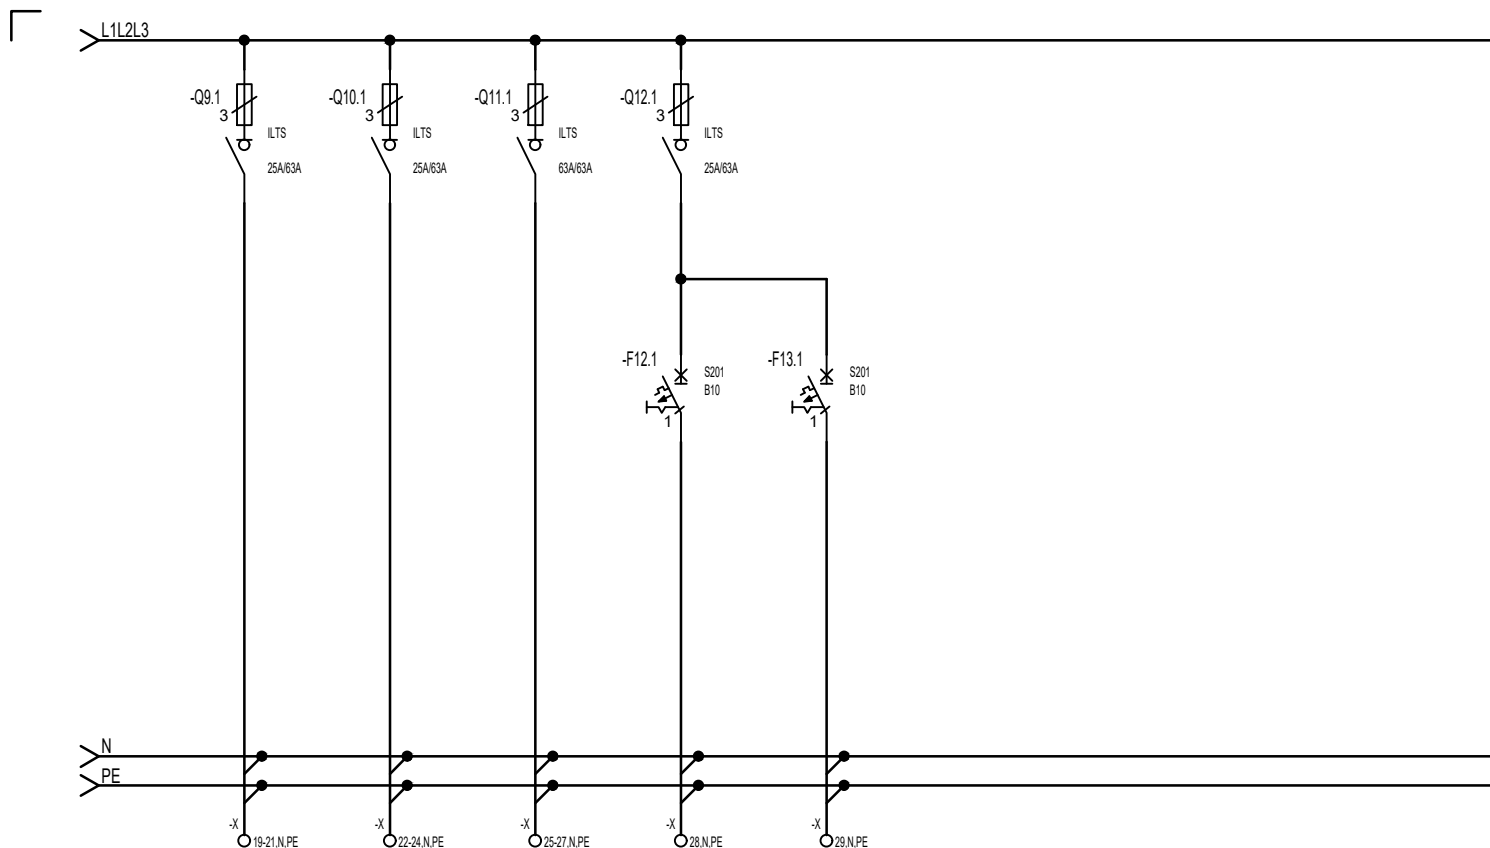 L1L2L3
-Q9.1
3
ILTS
25A/63A
-Q10.1
3
ILTS
25A/63A
-Q11.1
3
ILTS
63A/63A
-Q12.1
3
ILTS
25A/63A
-F12.1
S201
B10
1
-F13.1
S201
B10
1
N
PE
-X
19-21,N,PE
-X
22-24,N,PE
-X
25-27,N,PE
-X
28,N,PE
-X
29,N,PE